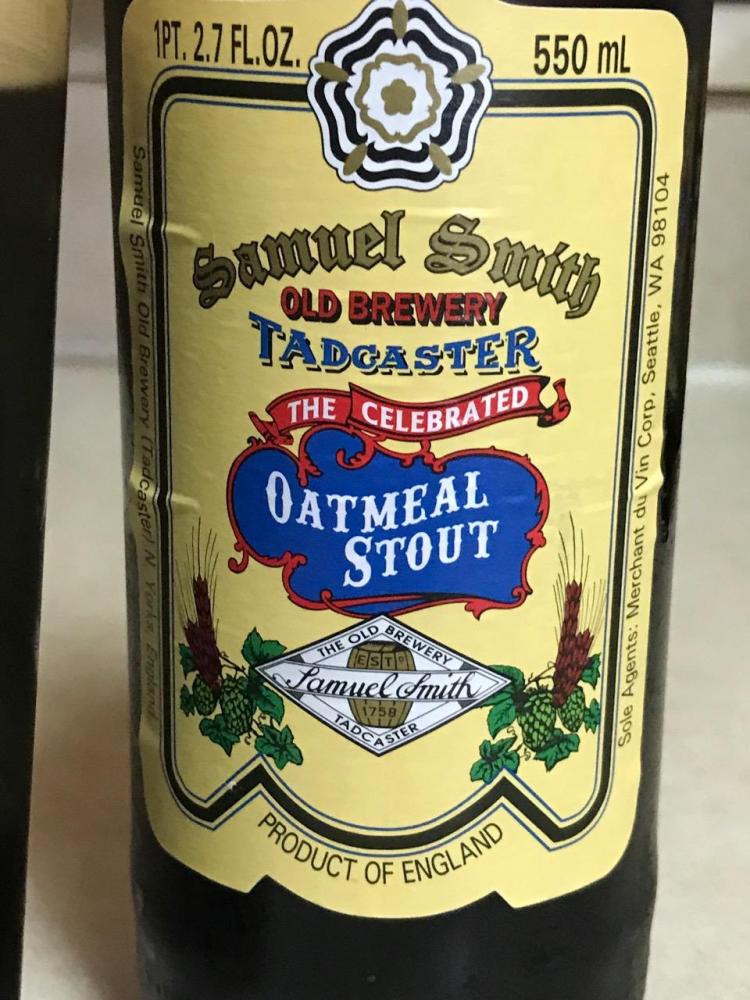 1PT. 2.7 FL.OZ.
550 mL
Samuel Smith
OLD BREWERY
TADCASTER
THE CELEBRATED
OATMEAL
STOUT
THE OLD BREWERY
ESTD
Samuel Smith
1758
TADCASTER
PRODUCT OF ENGLAND
Samuel Smith Old Brewery (Tadcaster) N. Yorks, England
Sole Agents: Merchant du Vin Corp, Seattle, WA 98104